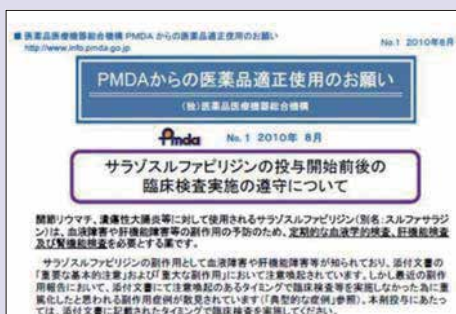 ■ 医薬品医療機器総合機構 PMDA からの医薬品適正使用のお願い
http://www.info.pmda.go.jp
No.1 2010年8月
PMDAからの医薬品適正使用のお願い
(独)医薬品医療機器総合機構
Pmda No. 1 2010年 8月
サラゾスルファピリジンの投与開始前後の
臨床検査実施の遵守について
関節リウマチ、潰瘍性大腸炎等に対して使用されるサラゾスルファピリジン(別名:スルファサラジ
ン)は、血液障害や肝機能障害等の副作用の予防のため、定期的な血液学的検査、肝機能検査
及び腎機能検査を必要とする薬です。
サラゾスルファピリジンの副作用として血液障害や肝機能障害等が知られており、添付文書の
「重要な基本的注意」および「重大な副作用」において注意喚起されています。しかし最近の副作
用報告において、添付文書にて注意喚起のあるタイミングで臨床検査等を実施しなかった為に重
篤化したと思われる副作用症例が散見されています(「典型的な症例」参照)。本剤投与にあたっ
ては、添付文書に記載されたタイミングで臨床検査を実施してください。